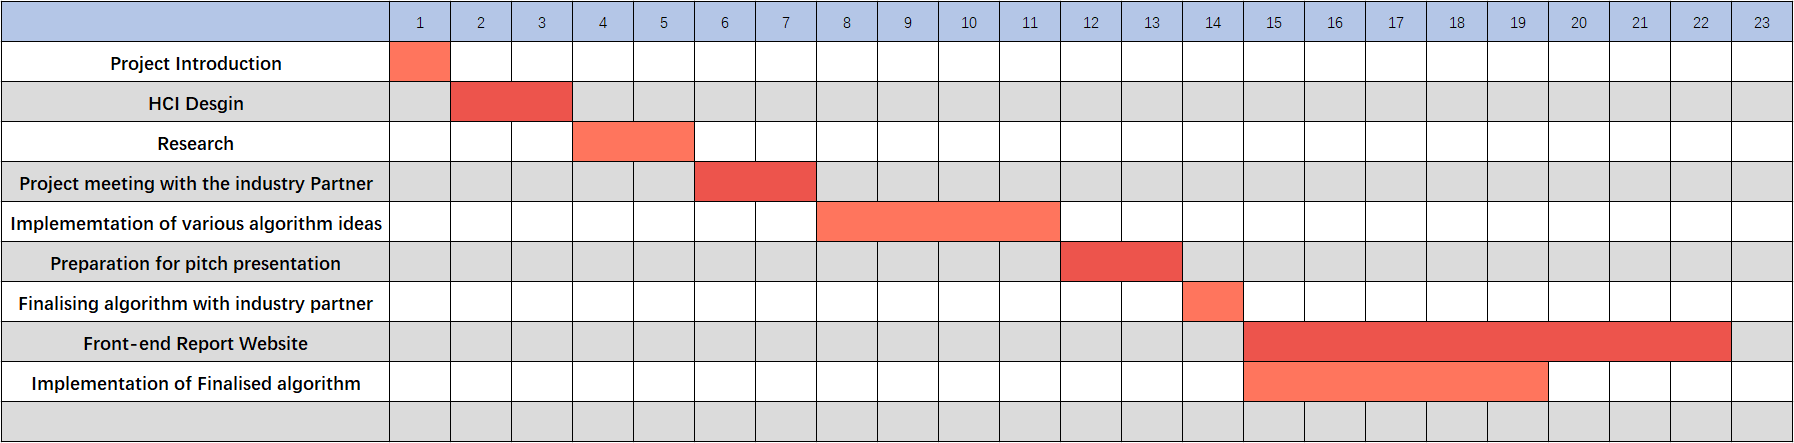 1 2 3 4 5 6 7 8 9 10 11 12 13 14 15 16 17 18 19 20 21 22 23
Project Introduction
HCI Desgin
Research
Project meeting with the industry Partner
Implememtation of various algorithm ideas
Preparation for pitch presentation
Finalising algorithm with industry partner
Front-end Report Website
Implementation of Finalised algorithm